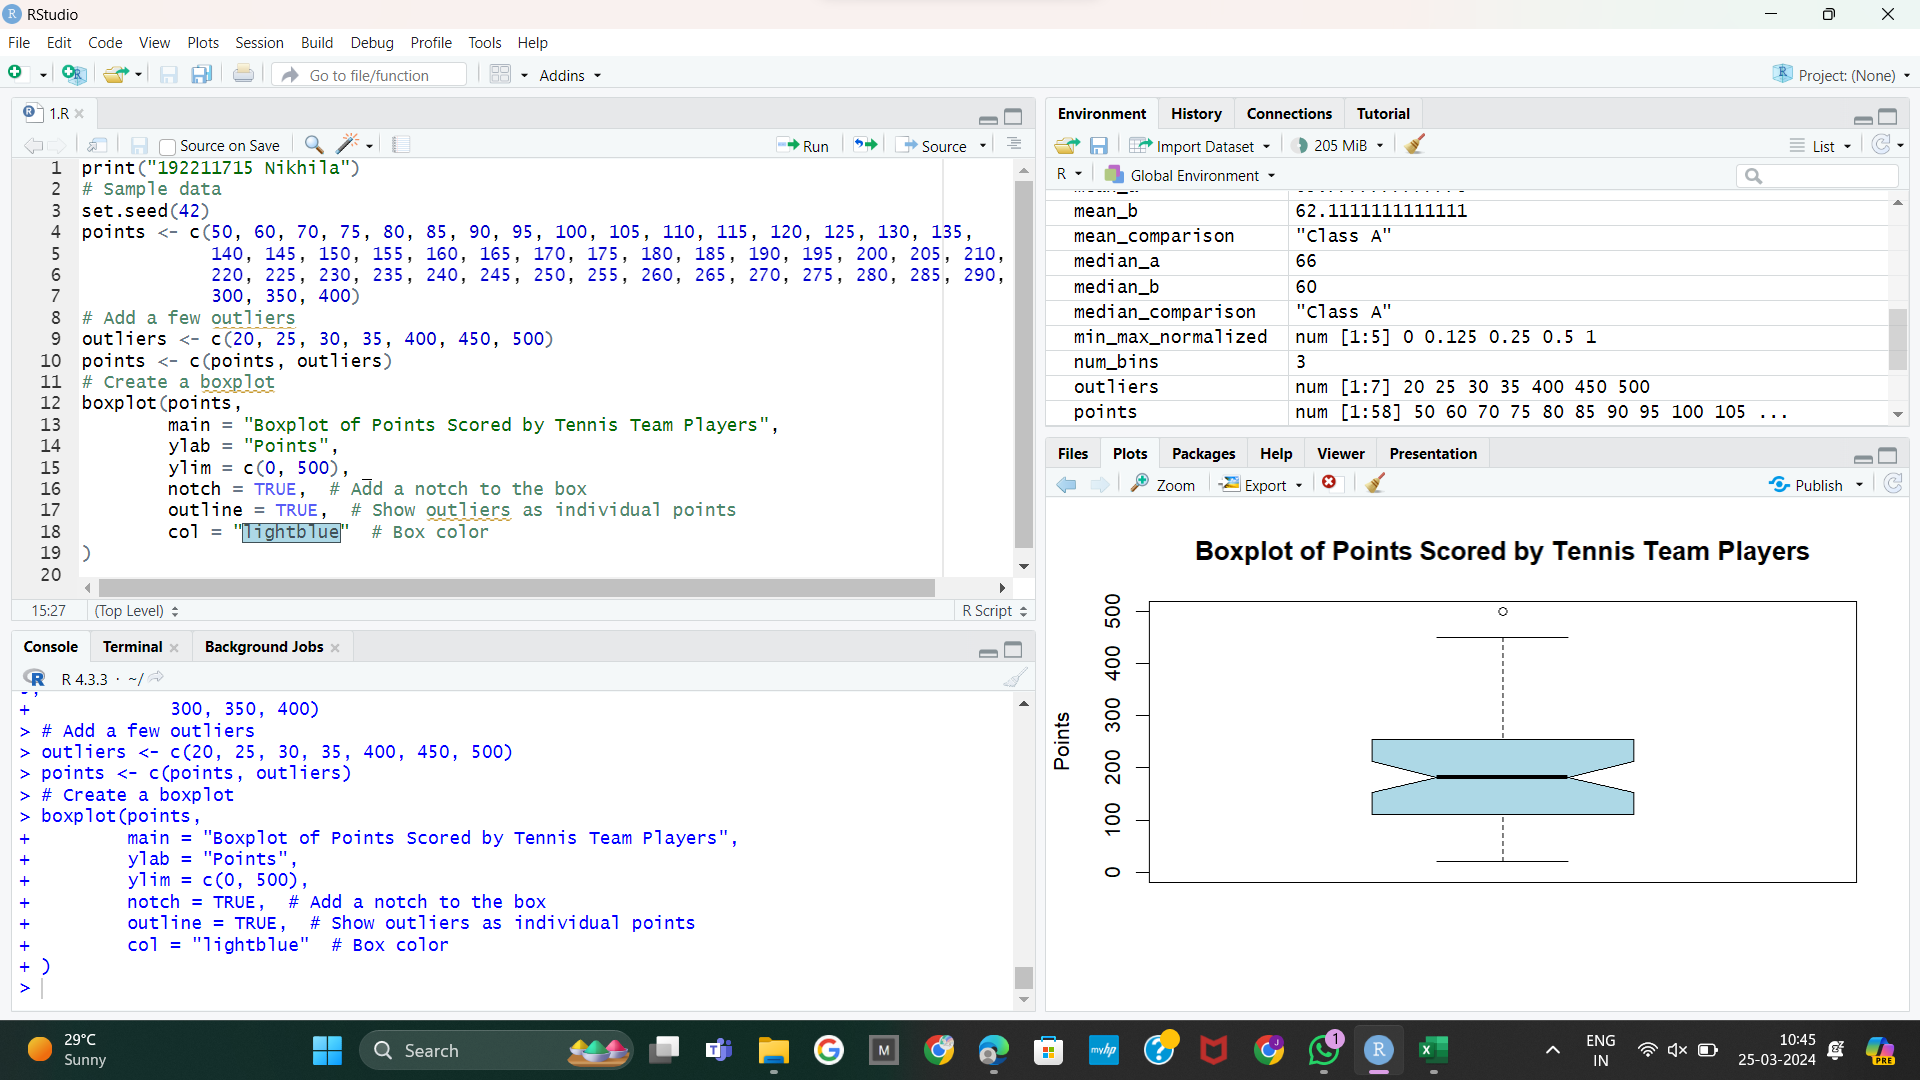 RStudio
File Edit Code View Plots Session Build Debug Profile Tools Help
Go to file/function Addins Project: (None)
1.R
Source on Save Run Source
1 print("192211715 Nikhila")
2 # Sample data
3 set.seed(42)
4 points <- c(50, 60, 70, 75, 80, 85, 90, 95, 100, 105, 110, 115, 120, 125, 130, 135,
5 140, 145, 150, 155, 160, 165, 170, 175, 180, 185, 190, 195, 200, 205, 210,
6 220, 225, 230, 235, 240, 245, 250, 255, 260, 265, 270, 275, 280, 285, 290,
7 300, 350, 400)
8 # Add a few outliers
9 outliers <- c(20, 25, 30, 35, 400, 450, 500)
10 points <- c(points, outliers)
11 # Create a boxplot
12 boxplot(points,
13 main = "Boxplot of Points Scored by Tennis Team Players",
14 ylab = "Points",
15 ylim = c(0, 500),
16 notch = TRUE, # Add a notch to the box
17 outline = TRUE, # Show outliers as individual points
18 col = "lightblue" # Box color
19 )
20
15:27 (Top Level) R Script
Console Terminal Background Jobs
R 4.3.3 · ~/
+ 300, 350, 400)
> # Add a few outliers
> outliers <- c(20, 25, 30, 35, 400, 450, 500)
> points <- c(points, outliers)
> # Create a boxplot
> boxplot(points,
+ main = "Boxplot of Points Scored by Tennis Team Players",
+ ylab = "Points",
+ ylim = c(0, 500),
+ notch = TRUE, # Add a notch to the box
+ outline = TRUE, # Show outliers as individual points
+ col = "lightblue" # Box color
+ )
>
Environment History Connections Tutorial
Import Dataset 205 MiB List
R Global Environment
mean_b 62.1111111111111
mean_comparison "Class A"
median_a 66
median_b 60
median_comparison "Class A"
min_max_normalized num [1:5] 0 0.125 0.25 0.5 1
num_bins 3
outliers num [1:7] 20 25 30 35 400 450 500
points num [1:58] 50 60 70 75 80 85 90 95 100 105 ...
Files Plots Packages Help Viewer Presentation
Zoom Export Publish
Boxplot of Points Scored by Tennis Team Players
Points
500
400
300
200
100
0
29°C
Sunny
Search
M
myhp
J
1
R
ENG
IN
10:45
25-03-2024
PRE